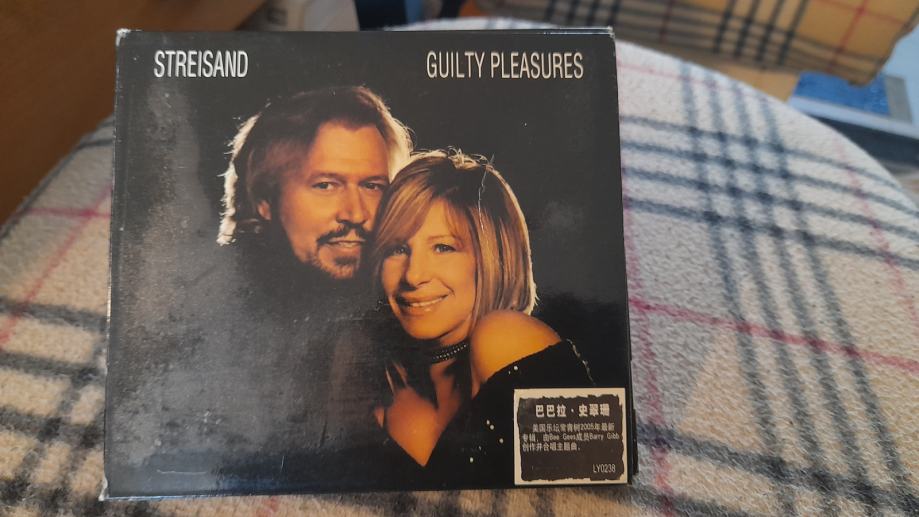 STREISAND GUILTY PLEASURES
巴巴拉·史翠珊
美国乐坛常青树2005年最新
专辑，由Bee Gees成员Barry Gibb
创作并合唱主题曲。
LY0238